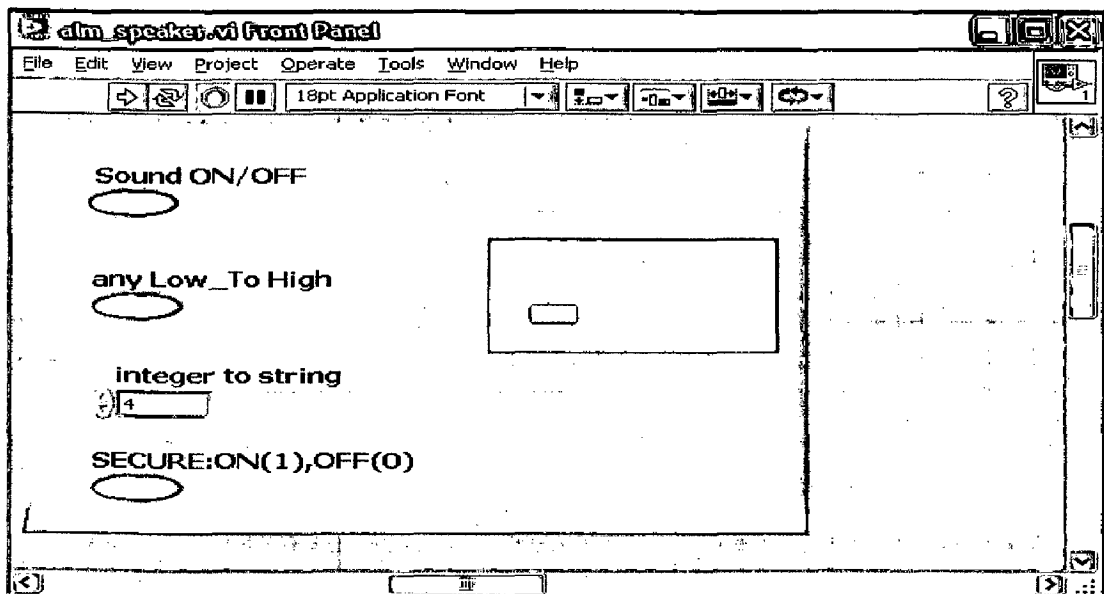 alm_speaker.vi Front Panel
File Edit View Project Operate Tools Window Help
18pt Application Font
?
1
Sound ON/OFF
any Low_To High
integer to string
4
SECURE:ON(1),OFF(0)